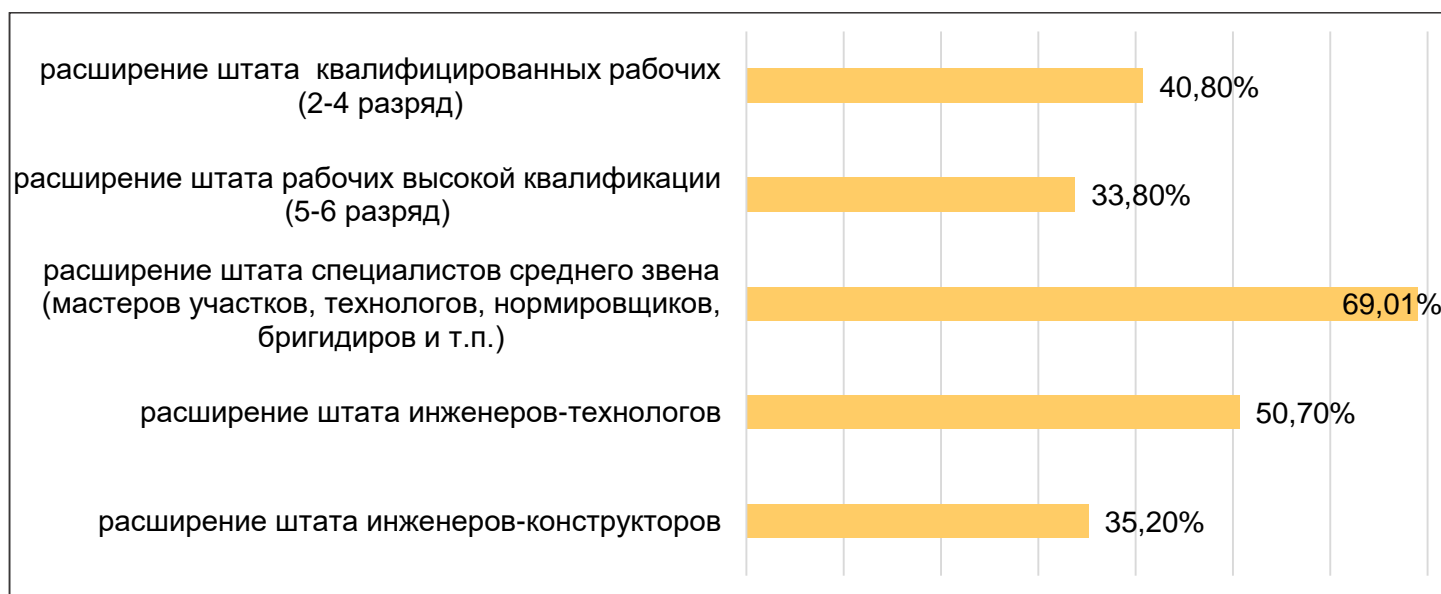 расширение штата  квалифицированных рабочих
(2-4 разряд)
40,80%
расширение штата рабочих высокой квалификации
(5-6 разряд)
33,80%
расширение штата специалистов среднего звена
(мастеров участков, технологов, нормировщиков,
бригидиров и т.п.)
69,01%
расширение штата инженеров-технологов
50,70%
расширение штата инженеров-конструкторов
35,20%